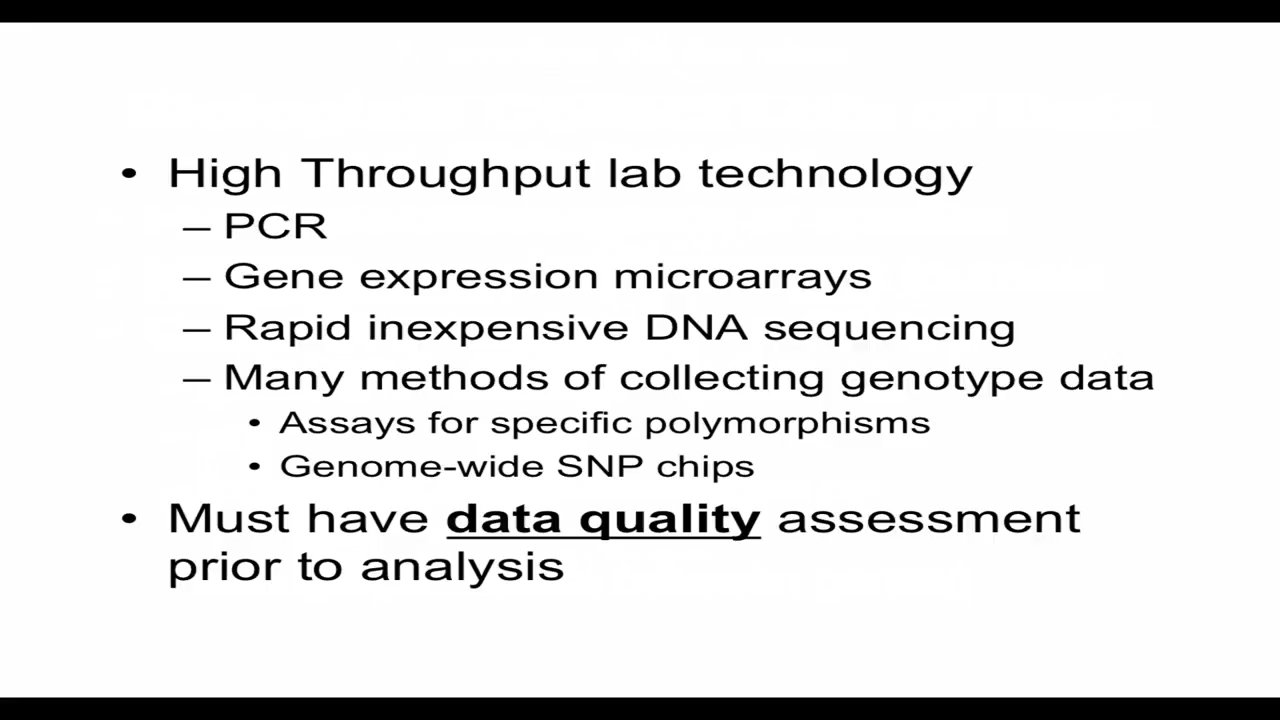 • High Throughput lab technology
– PCR
– Gene expression microarrays
– Rapid inexpensive DNA sequencing
– Many methods of collecting genotype data
• Assays for specific polymorphisms
• Genome-wide SNP chips
• Must have data quality assessment
prior to analysis